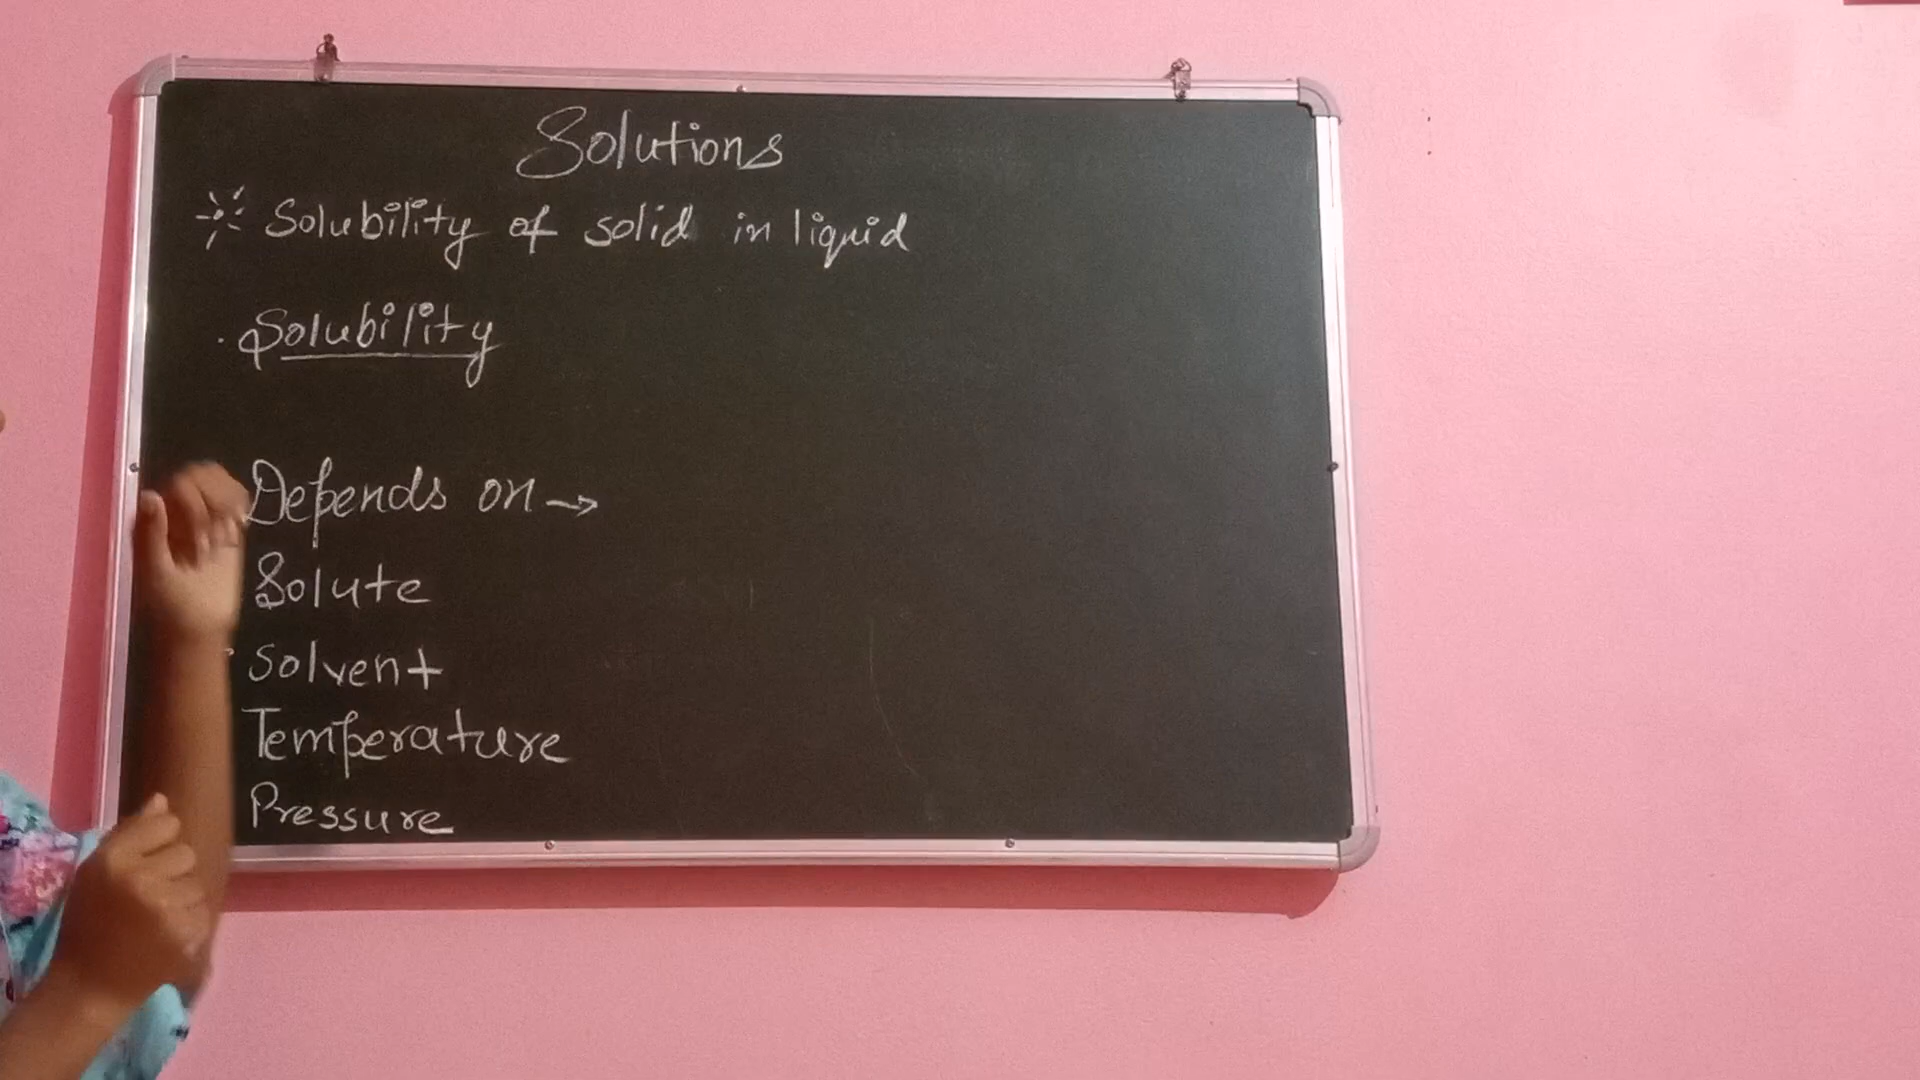 Solutions
Solubility of solid in liquid
. Solubility
Depends on →
Solute
Solvent
Temperature
Pressure